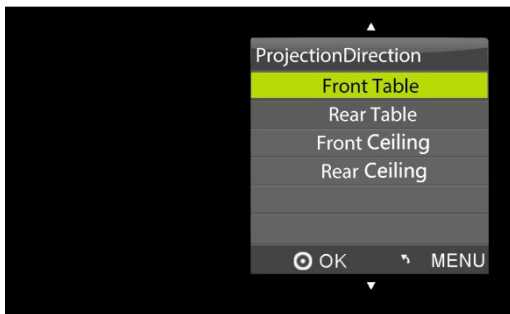 ProjectionDirection
Front Table
Rear Table
Front Ceiling
Rear Ceiling
OK MENU